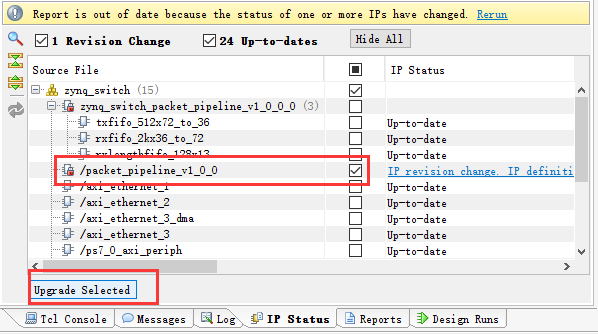 Report is out of date because the status of one or more IPs have changed. Rerun
1 Revision Change 24 Up-to-dates Hide All
Source File IP Status
zynq_switch (15)
zynq_switch_packet_pipeline_v1_0_0_0 (3)
txfifo_512x72_to_36 Up-to-date
rxfifo_2kx36_to_72 Up-to-date
rxlengthfifo_128x13 Up-to-date
/packet_pipeline_v1_0_0 IP revision change. IP definiti
/axi_ethernet_1 Up-to-date
/axi_ethernet_2 Up-to-date
/axi_ethernet_3_dma Up-to-date
/axi_ethernet_3 Up-to-date
/ps7_0_axi_periph Up-to-date
Upgrade Selected
Tcl Console Messages Log IP Status Reports Design Runs